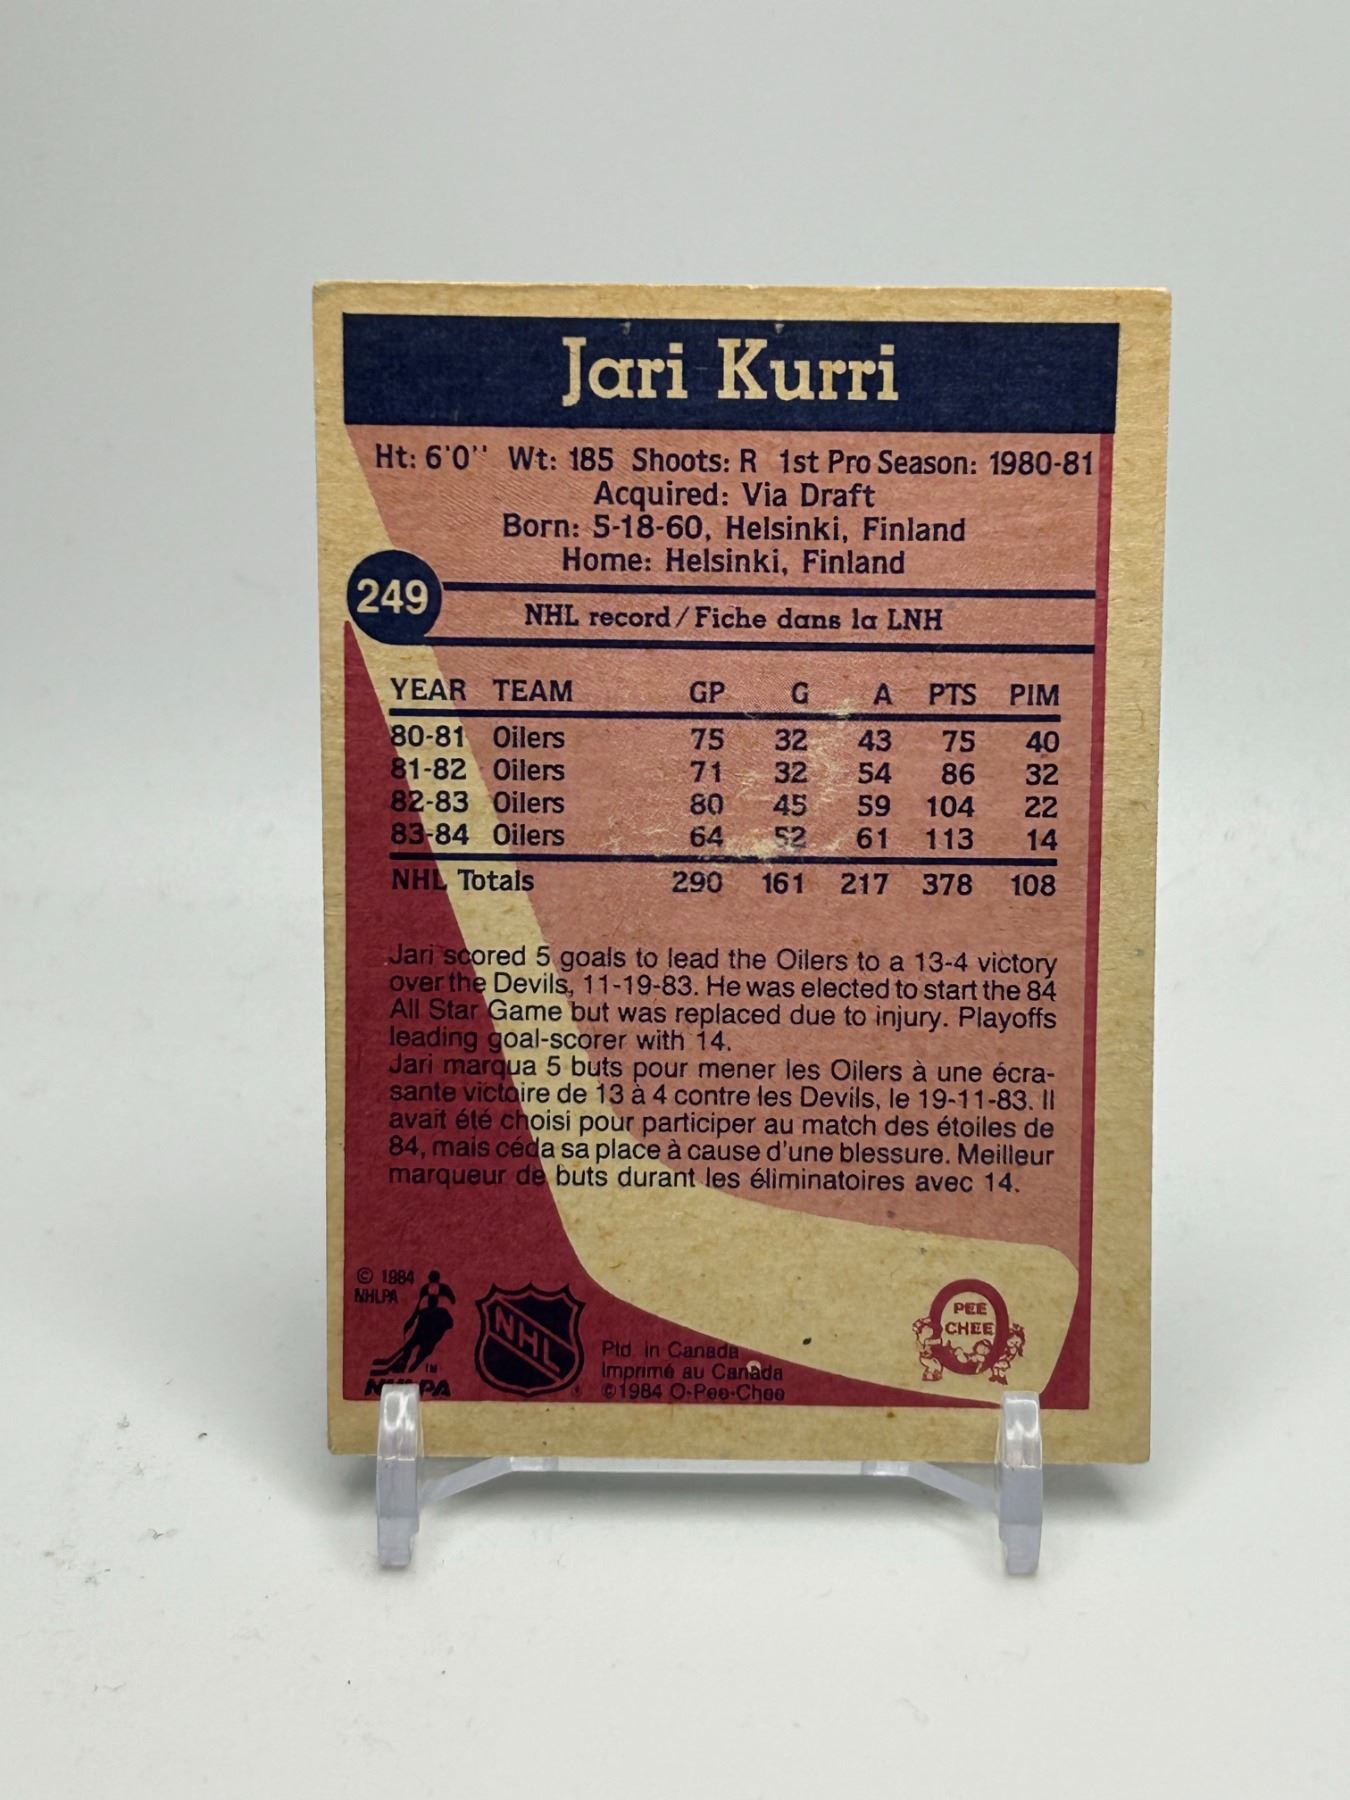 Jari Kurri
Ht: 6'0'' Wt: 185 Shoots: R 1st Pro Season: 1980-81
Acquired: Via Draft
Born: 5-18-60, Helsinki, Finland
Home: Helsinki, Finland
249
NHL record/Fiche dans la LNH
YEAR TEAM GP G A PTS PIM
80-81 Oilers 75 32 43 75 40
81-82 Oilers 71 32 54 86 32
82-83 Oilers 80 45 59 104 22
83-84 Oilers 64 52 61 113 14
NHL Totals 290 161 217 378 108
Jari scored 5 goals to lead the Oilers to a 13-4 victory
over the Devils, 11-19-83. He was elected to start the 84
All Star Game but was replaced due to injury. Playoffs
leading goal-scorer with 14.
Jari marqua 5 buts pour mener les Oilers à une écra-
sante victoire de 13 à 4 contre les Devils, le 19-11-83. Il
avait été choisi pour participer au match des étoiles de
84, mais céda sa place à cause d'une blessure. Meilleur
marqueur de buts durant les éliminatoires avec 14.
© 1984
NHLPA
TM
NHLPA
NHL
®
Ptd. in Canada
Imprimé au Canada
©1984 O-Pee-Chee
O
PEE
CHEE